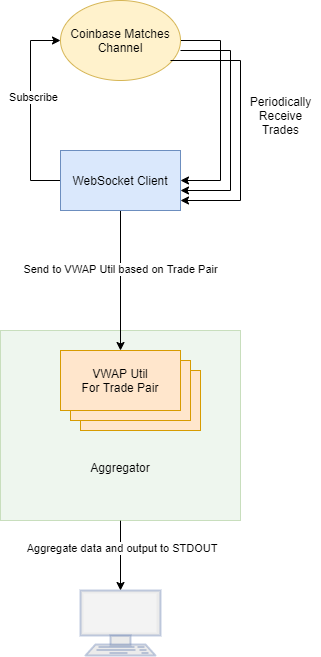 Coinbase Matches
Channel
Subscribe
Periodically
Receive
Trades
WebSocket Client
Send to VWAP Util based on Trade Pair
VWAP Util
For Trade Pair
Aggregator
Aggregate data and output to STDOUT